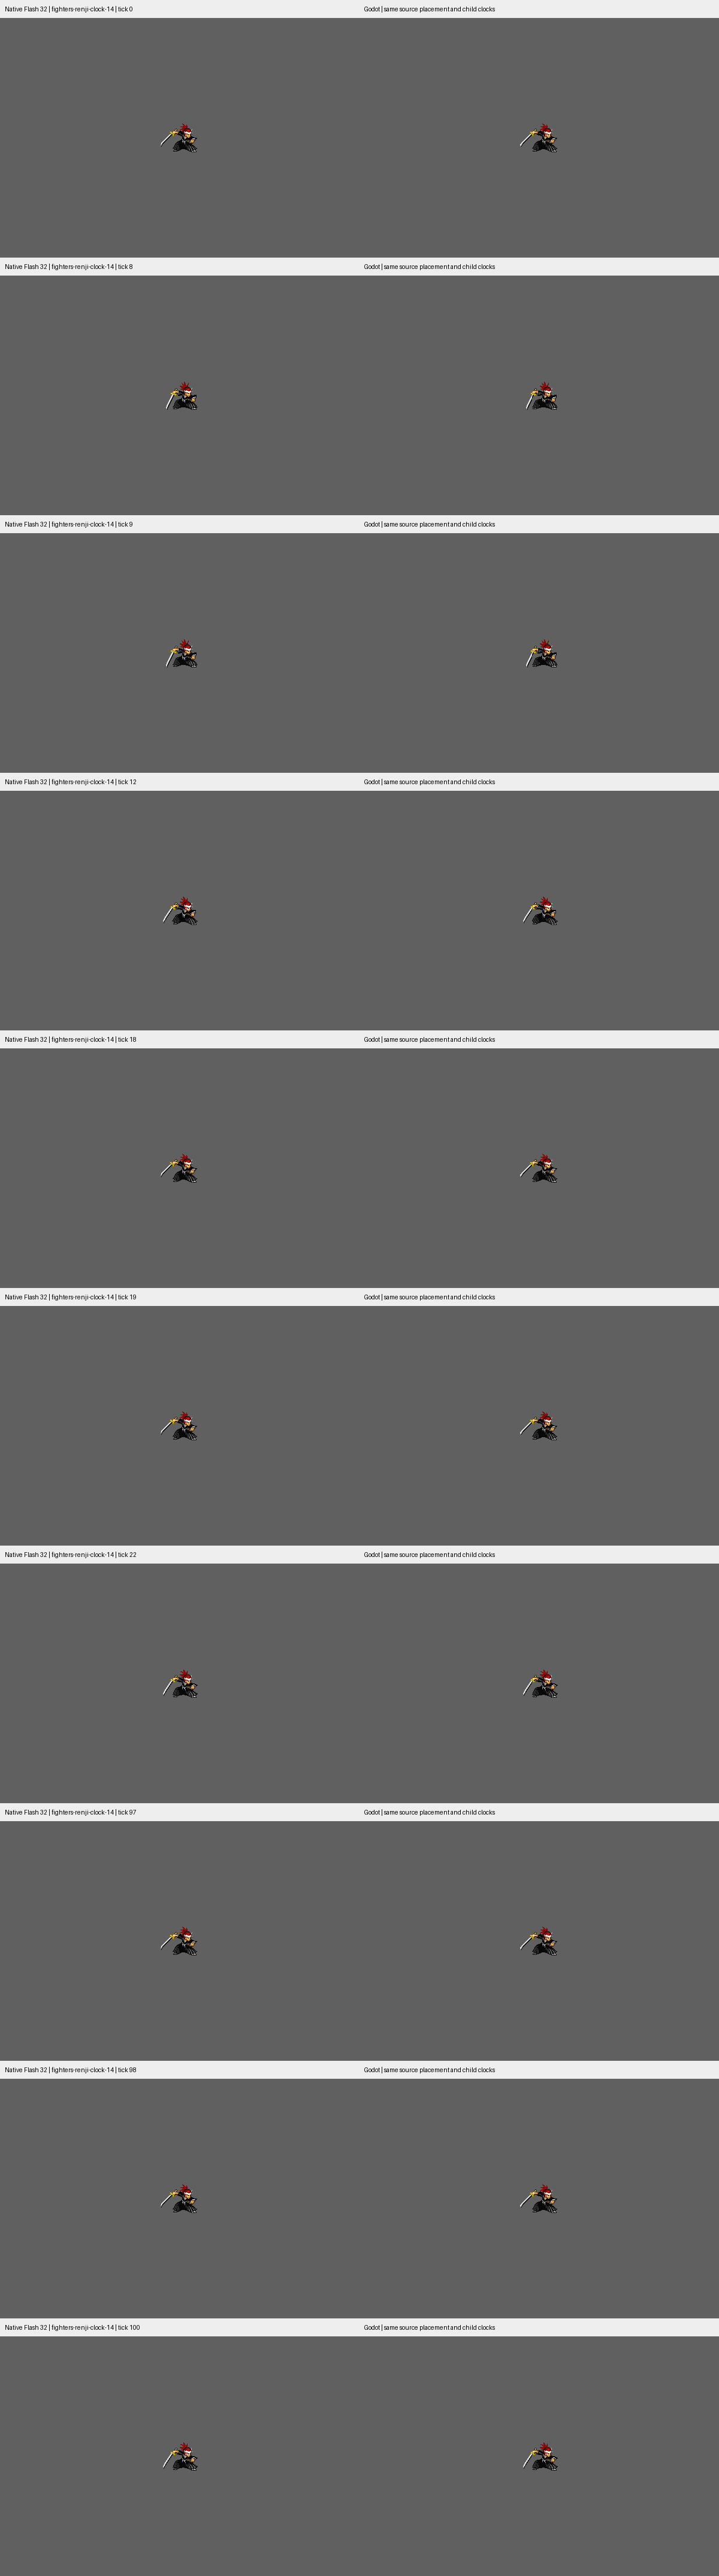 Native Flash 32 | fighters-renji-clock-14 | tick 0
Godot | same source placement and child clocks
Native Flash 32 | fighters-renji-clock-14 | tick 8
Godot | same source placement and child clocks
Native Flash 32 | fighters-renji-clock-14 | tick 9
Godot | same source placement and child clocks
Native Flash 32 | fighters-renji-clock-14 | tick 12
Godot | same source placement and child clocks
Native Flash 32 | fighters-renji-clock-14 | tick 18
Godot | same source placement and child clocks
Native Flash 32 | fighters-renji-clock-14 | tick 19
Godot | same source placement and child clocks
Native Flash 32 | fighters-renji-clock-14 | tick 22
Godot | same source placement and child clocks
Native Flash 32 | fighters-renji-clock-14 | tick 97
Godot | same source placement and child clocks
Native Flash 32 | fighters-renji-clock-14 | tick 98
Godot | same source placement and child clocks
Native Flash 32 | fighters-renji-clock-14 | tick 100
Godot | same source placement and child clocks